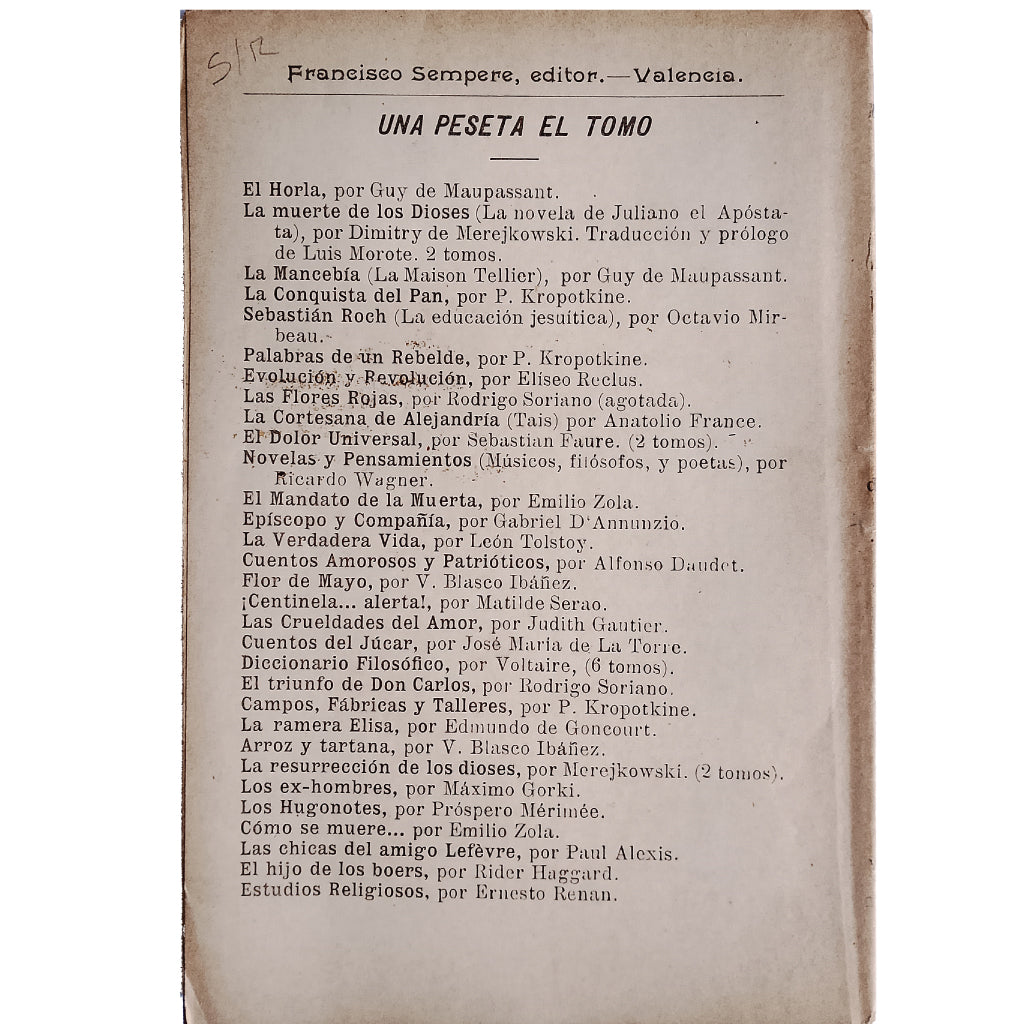 S/R
Francisco Sempere, editor.—Valencia.
UNA PESETA EL TOMO
El Horla, por Guy de Maupassant.
La muerte de los Dioses (La novela de Juliano el Apósta-
ta), por Dimitry de Merejkowski. Traducción y prólogo
de Luis Morote. 2 tomos.
La Mancebía (La Maison Tellier), por Guy de Maupassant.
La Conquista del Pan, por P. Kropotkine.
Sebastián Roch (La educación jesuítica), por Octavio Mir-
beau.
Palabras de un Rebelde, por P. Kropotkine.
Evolución y Revolución, por Elíseo Reclus.
Las Flores Rojas, por Rodrigo Soriano (agotada).
La Cortesana de Alejandría (Tais) por Anatolio France.
El Dolor Universal, por Sebastian Faure. (2 tomos).
Novelas y Pensamientos (Músicos, filósofos, y poetas), por
Ricardo Wagner.
El Mandato de la Muerta, por Emilio Zola.
Epíscopo y Compañía, por Gabriel D'Annunzio.
La Verdadera Vida, por León Tolstoy.
Cuentos Amorosos y Patrióticos, por Alfonso Daudet.
Flor de Mayo, por V. Blasco Ibáñez.
¡Centinela... alerta!, por Matilde Serao.
Las Crueldades del Amor, por Judith Gautier.
Cuentos del Júcar, por José María de La Torre.
Diccionario Filosófico, por Voltaire, (6 tomos).
El triunfo de Don Carlos, por Rodrigo Soriano.
Campos, Fábricas y Talleres, por P. Kropotkine.
La ramera Elisa, por Edmundo de Goncourt.
Arroz y tartana, por V. Blasco Ibáñez.
La resurrección de los dioses, por Merejkowski. (2 tomos).
Los ex-hombres, por Máximo Gorki.
Los Hugonotes, por Próspero Mérimée.
Cómo se muere... por Emilio Zola.
Las chicas del amigo Lefèvre, por Paul Alexis.
El hijo de los boers, por Rider Haggard.
Estudios Religiosos, por Ernesto Renan.